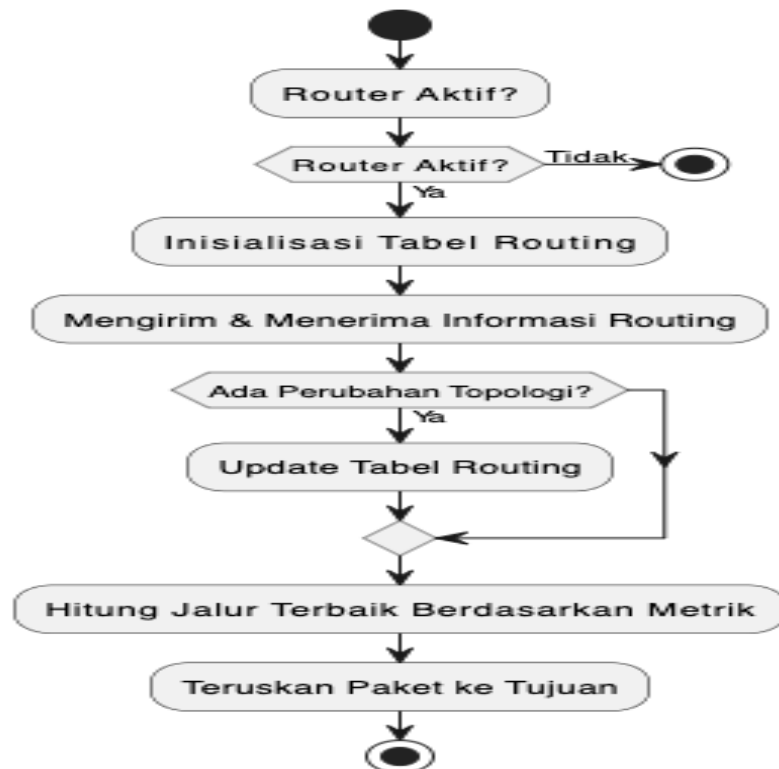 Router Aktif?
Router Aktif?
Tidak
Ya
Inisialisasi Tabel Routing
Mengirim & Menerima Informasi Routing
Ada Perubahan Topologi?
Ya
Update Tabel Routing
Hitung Jalur Terbaik Berdasarkan Metrik
Teruskan Paket ke Tujuan